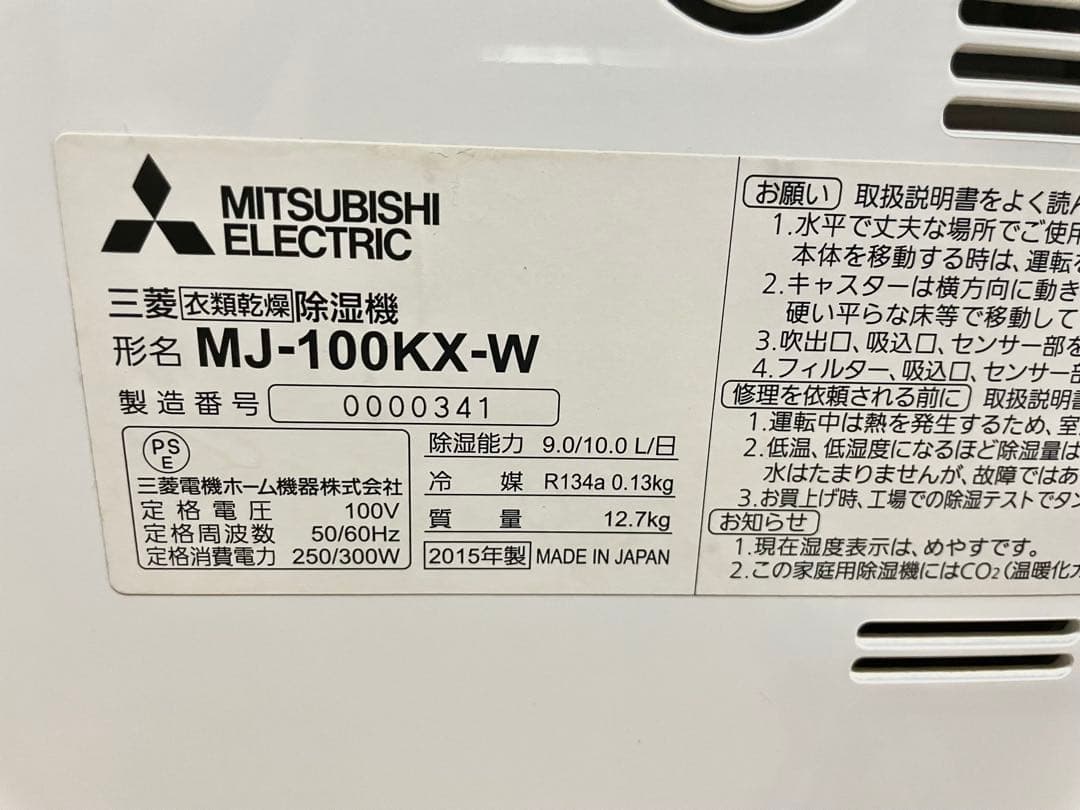 MITSUBISHI
ELECTRIC
三菱衣類乾燥除湿機
形名 MJ-100KX-W
製造番号 0000341
PS
E
三菱電機ホーム機器株式会社
定格電圧 100V
定格周波数 50/60Hz
定格消費電力 250/300W
除湿能力 9.0/10.0 L/日
冷媒 R134a 0.13kg
質量 12.7kg
2015年製 MADE IN JAPAN
お願い 取扱説明書をよく読
1.水平で丈夫な場所でご使用
本体を移動する時は、運転を
2.キャスターは横方向に動き
硬い平らな床等で移動して
3.吹出口、吸込口、センサー部を
4.フィルター、吸込口、センサー部
修理を依頼される前に 取扱説明書
1.運転中は熱を発生するため、室
2.低温、低湿度になるほど除湿量は
水はたまりませんが、故障ではあ
3.お買上げ時、工場での除湿テストでタン
お知らせ
1.現在湿度表示は、めやすです。
2.この家庭用除湿機にはCO2(温暖化